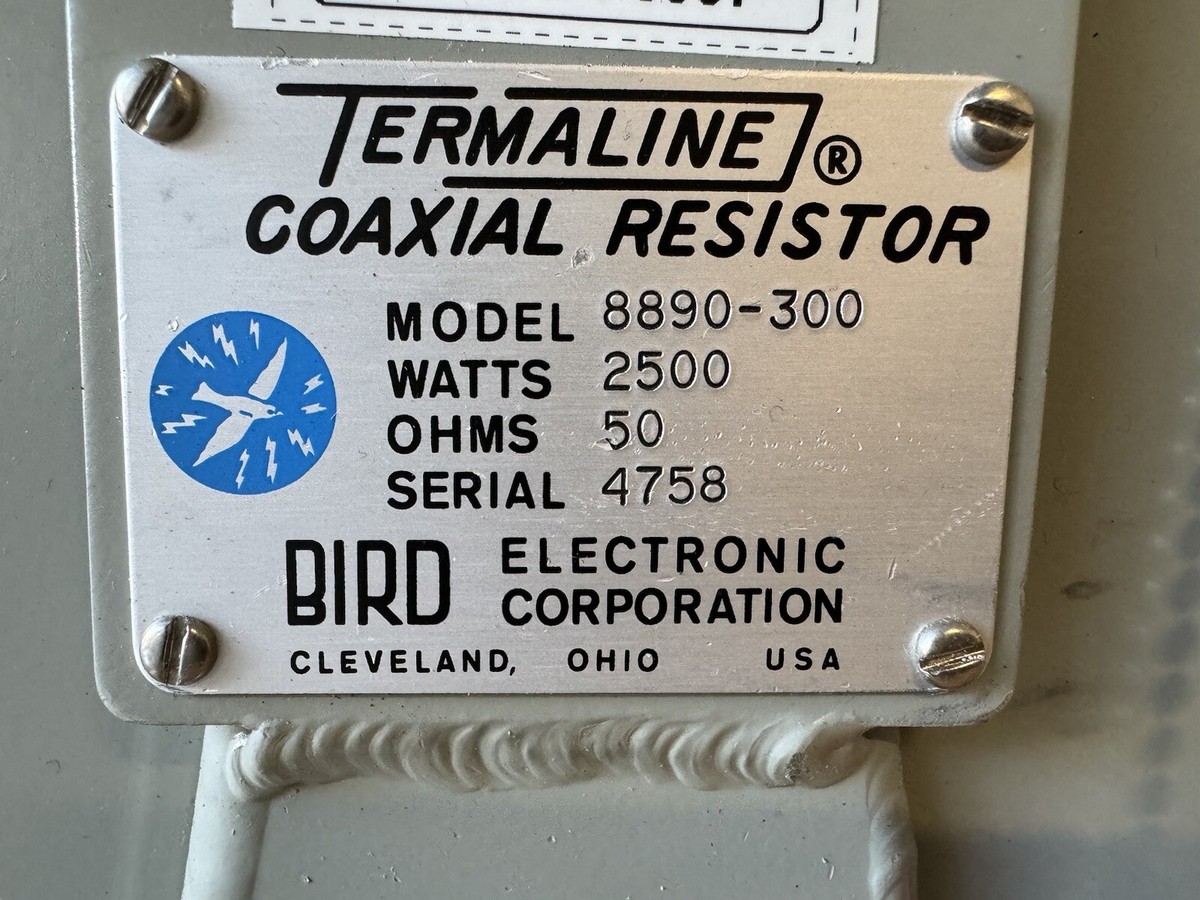 TERMALINE®
COAXIAL RESISTOR
MODEL 8890-300
WATTS 2500
OHMS 50
SERIAL 4758
BIRD ELECTRONIC
CORPORATION
CLEVELAND, OHIO USA